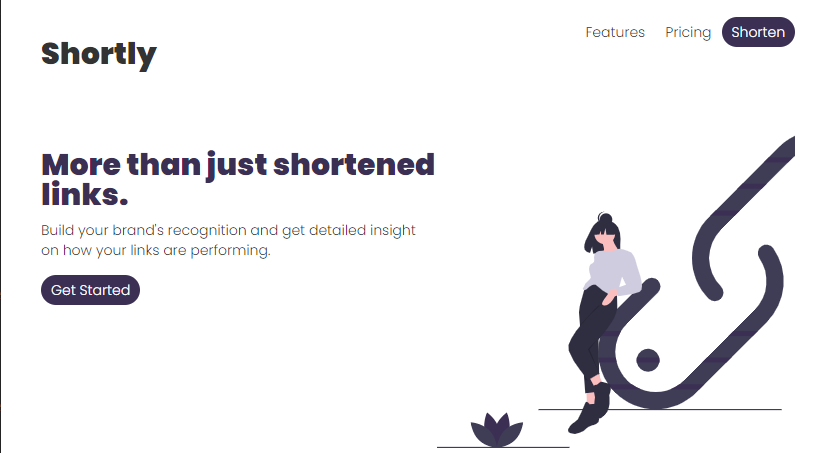 Shortly
Features
Pricing
Shorten
More than just shortened
links.
Build your brand's recognition and get detailed insight
on how your links are performing.
Get Started